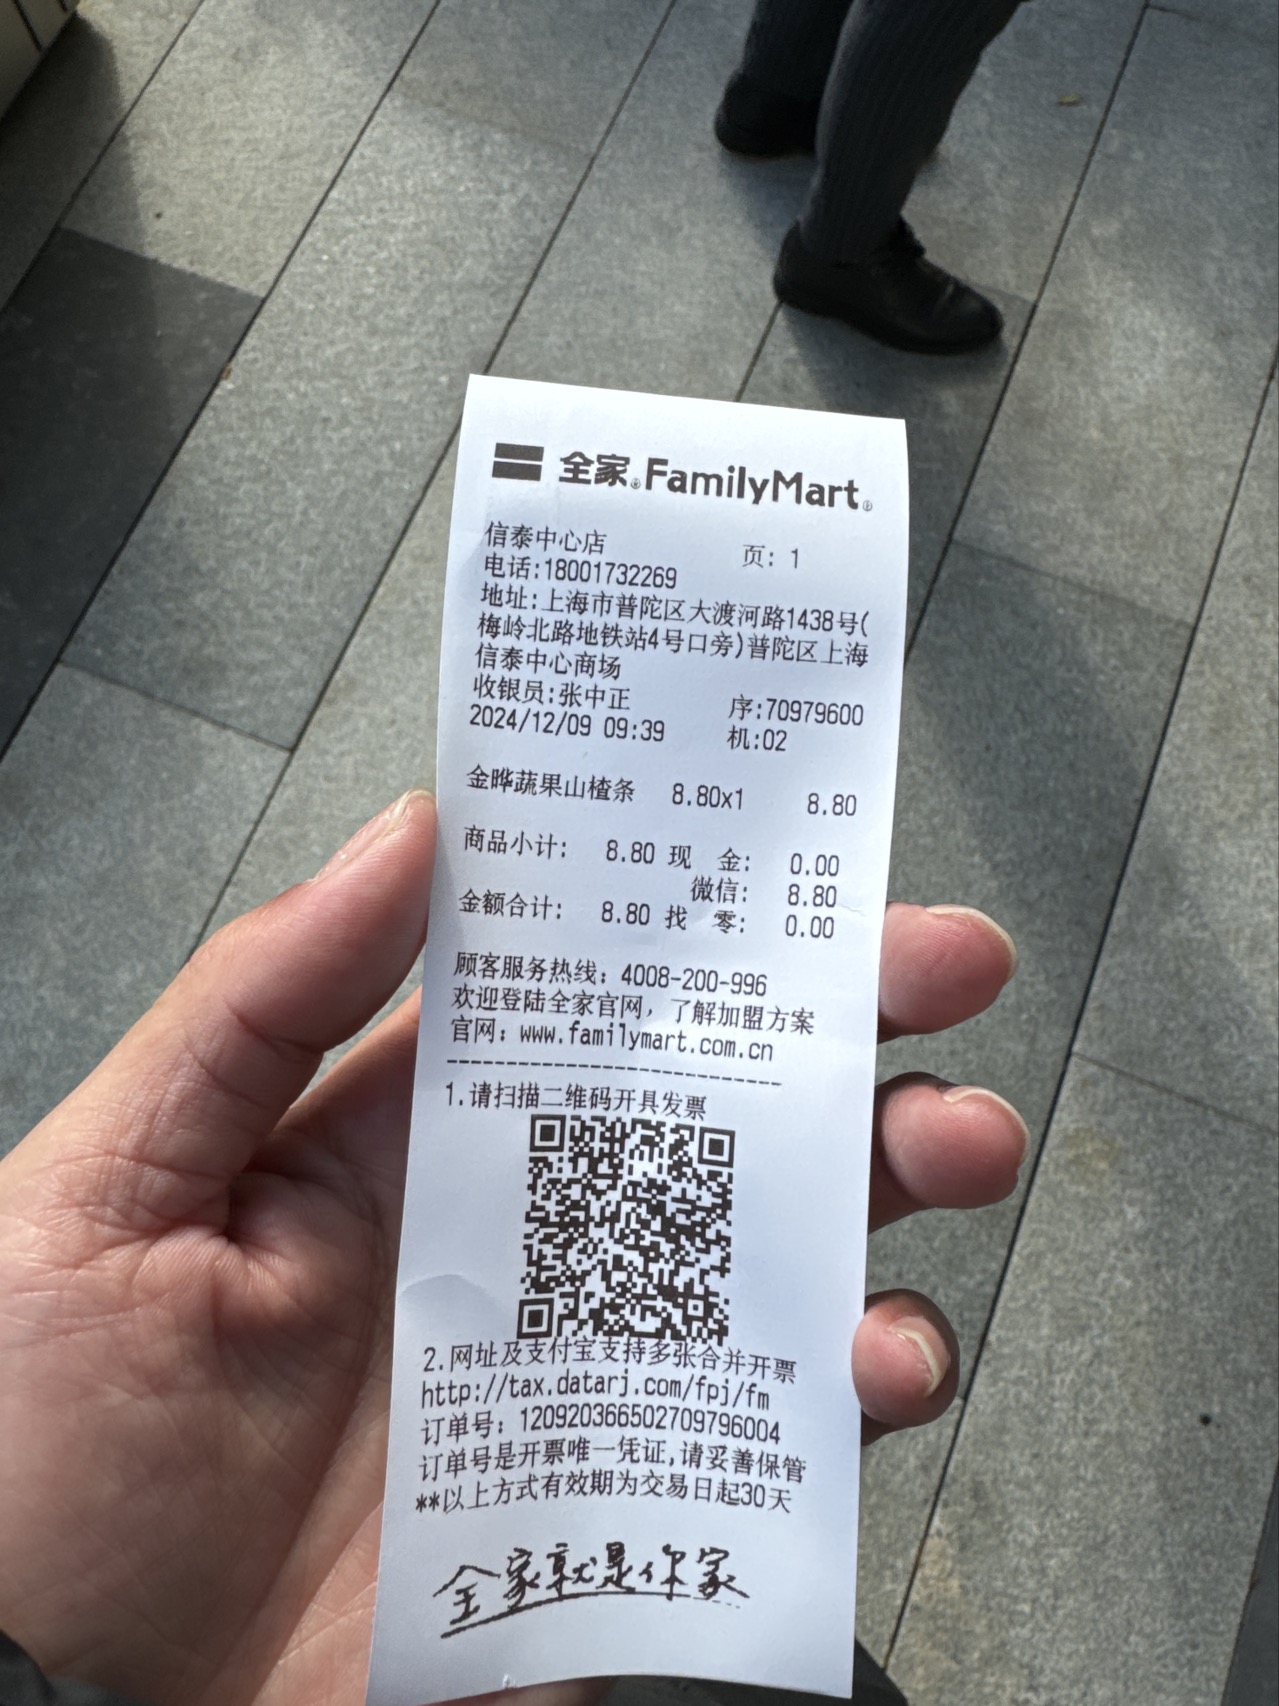 全家 FamilyMart
信泰中心店 页: 1
电话:18001732269
地址:上海市普陀区大渡河路1438号(
梅岭北路地铁站4号口旁)普陀区上海
信泰中心商场
收银员:张中正 序:70979600
2024/12/09 09:39 机:02
金晔蔬果山楂条 8.80x1 8.80
商品小计: 8.80 现 金: 0.00
微信: 8.80
金额合计: 8.80 找 零: 0.00
顾客服务热线: 4008-200-996
欢迎登陆全家官网, 了解加盟方案
官网: www.familymart.com.cn
1.请扫描二维码开具发票
2.网址及支付宝支持多张合并开票
http://tax.datarj.com/fpj/fm
订单号: 120920366502709796004
订单号是开票唯一凭证,请妥善保管
**以上方式有效期为交易日起30天
全家就是你家